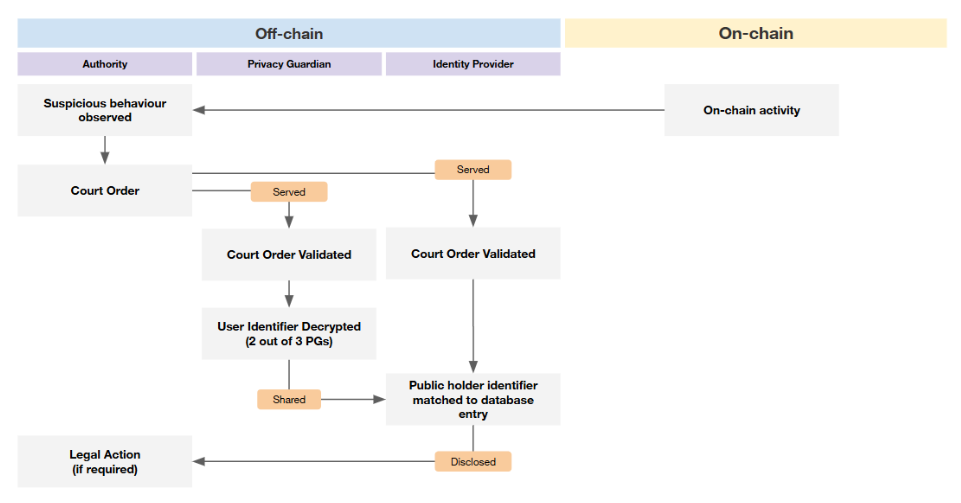 Off-chain
On-chain
Authority
Privacy Guardian
Identity Provider
Suspicious behaviour
observed
On-chain activity
Court Order
Served
Served
Court Order Validated
Court Order Validated
User Identifier Decrypted
(2 out of 3 PGs)
Public holder identifier
matched to database
entry
Shared
Legal Action
(if required)
Disclosed